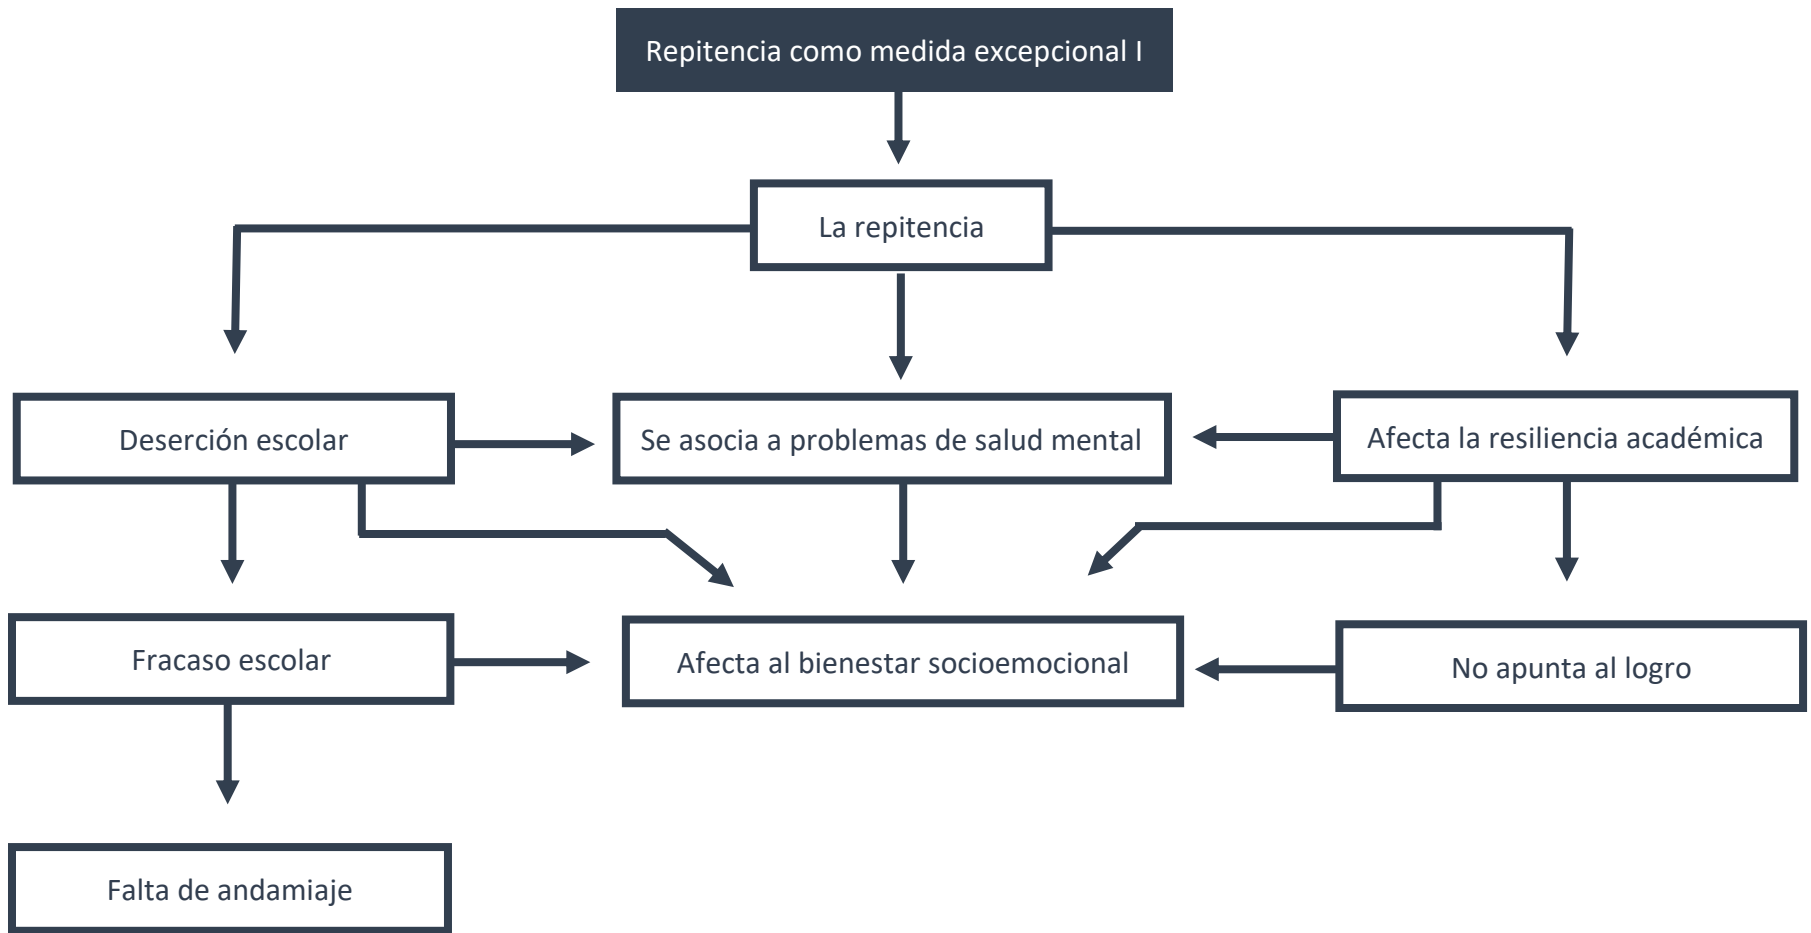 Repitencia como medida excepcional I
La repitencia
Deserción escolar
Se asocia a problemas de salud mental
Afecta la resiliencia académica
Fracaso escolar
Afecta al bienestar socioemocional
No apunta al logro
Falta de andamiaje